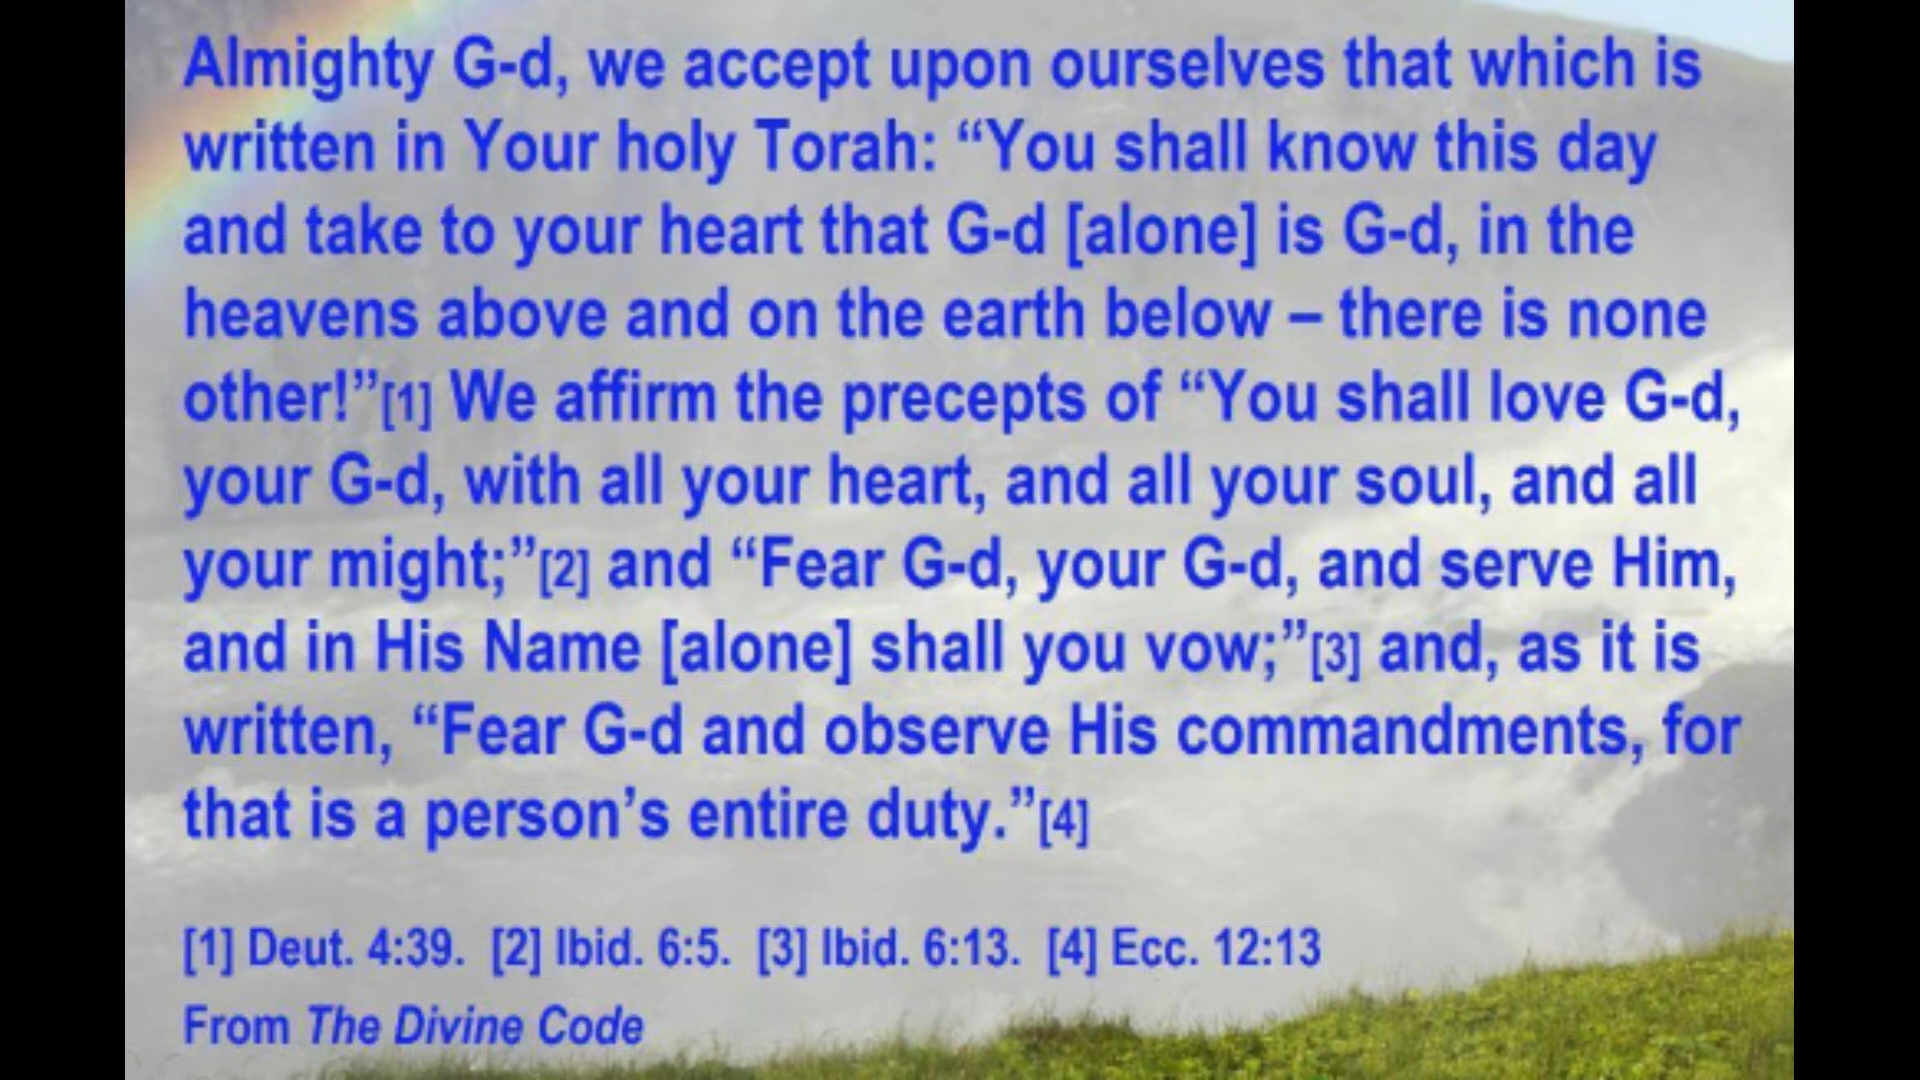 Almighty G-d, we accept upon ourselves that which is
written in Your holy Torah: “You shall know this day
and take to your heart that G-d [alone] is G-d, in the
heavens above and on the earth below – there is none
other!”[1] We affirm the precepts of “You shall love G-d,
your G-d, with all your heart, and all your soul, and all
your might;”[2] and “Fear G-d, your G-d, and serve Him,
and in His Name [alone] shall you vow;”[3] and, as it is
written, “Fear G-d and observe His commandments, for
that is a person’s entire duty.”[4]
[1] Deut. 4:39. [2] Ibid. 6:5. [3] Ibid. 6:13. [4] Ecc. 12:13
From The Divine Code